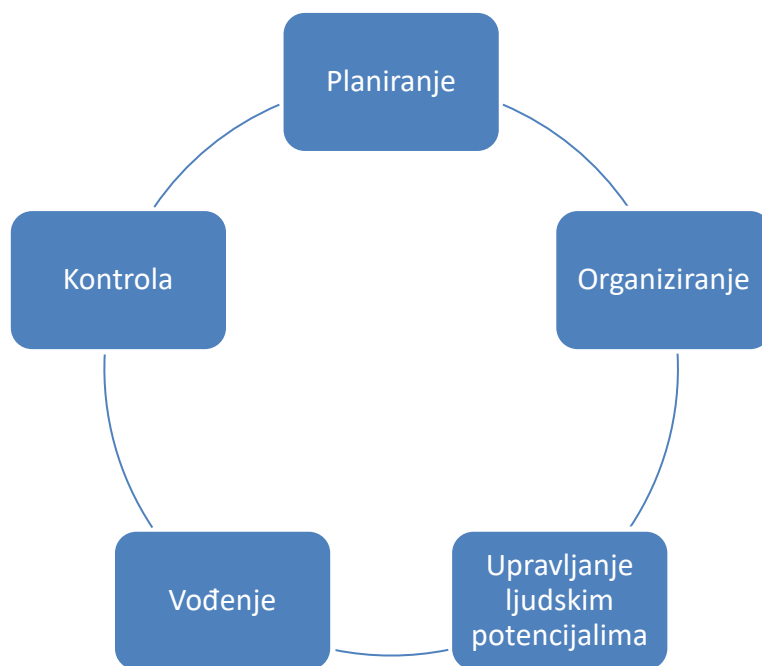 Planiranje
Organiziranje
Upravljanje
ljudskim
potencijalima
Vođenje
Kontrola